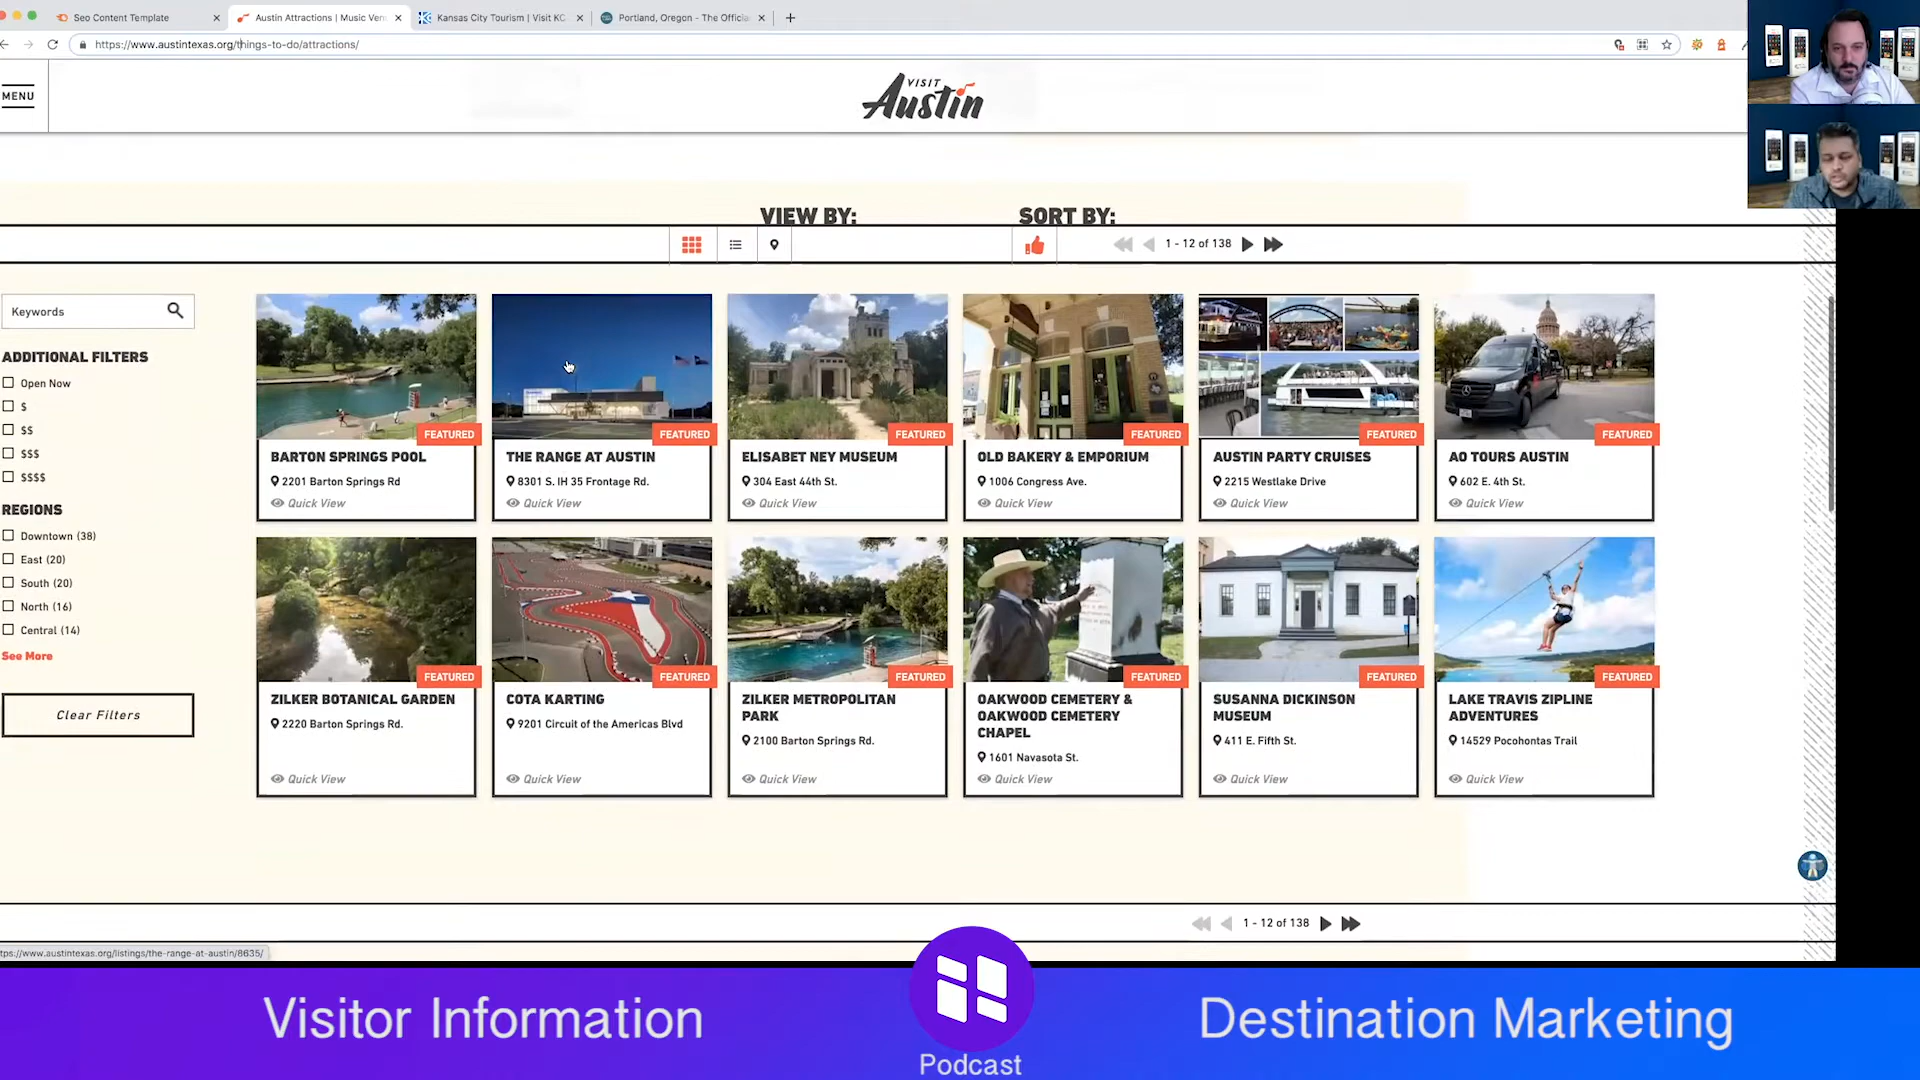 Seo Content Template
Austin Attractions | Music Ven
Kansas City Tourism | Visit KC
Portland, Oregon - The Officia
https://www.austintexas.org/things-to-do/attractions/
MENU
VISIT
Austin
VIEW BY:
SORT BY:
1 - 12 of 138
Keywords
ADDITIONAL FILTERS
Open Now
$
$$
$$$
$$$$
REGIONS
Downtown (38)
East (20)
South (20)
North (16)
Central (14)
See More
Clear Filters
FEATURED
BARTON SPRINGS POOL
2201 Barton Springs Rd
Quick View
FEATURED
THE RANGE AT AUSTIN
8301 S. IH 35 Frontage Rd.
Quick View
FEATURED
ELISABET NEY MUSEUM
304 East 44th St.
Quick View
FEATURED
OLD BAKERY & EMPORIUM
1006 Congress Ave.
Quick View
FEATURED
AUSTIN PARTY CRUISES
2215 Westlake Drive
Quick View
FEATURED
AO TOURS AUSTIN
602 E. 4th St.
Quick View
FEATURED
ZILKER BOTANICAL GARDEN
2220 Barton Springs Rd.
Quick View
FEATURED
COTA KARTING
9201 Circuit of the Americas Blvd
Quick View
FEATURED
ZILKER METROPOLITAN
PARK
2100 Barton Springs Rd.
Quick View
FEATURED
OAKWOOD CEMETERY &
OAKWOOD CEMETERY
CHAPEL
1601 Navasota St.
Quick View
FEATURED
SUSANNA DICKINSON
MUSEUM
411 E. Fifth St.
Quick View
FEATURED
LAKE TRAVIS ZIPLINE
ADVENTURES
14529 Pocohontas Trail
Quick View
1 - 12 of 138
tps://www.austintexas.org/listings/the-range-at-austin/8635/
Visitor Information
Podcast
Destination Marketing